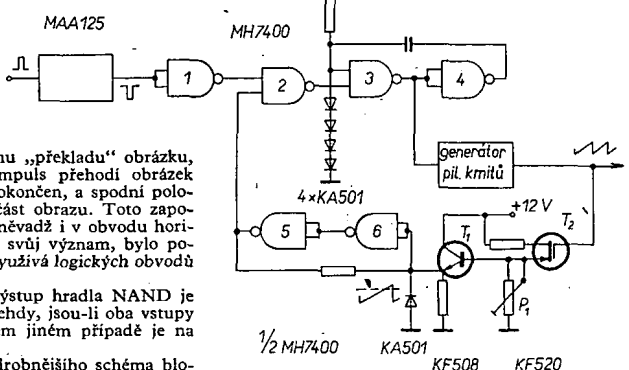 MAA125
MH7400
1
2
3
4
nu „překladu“ obrázku,
mpuls přehodí obrázek
okončen, a spodní polo-
část obrazu. Toto zapo-
něvadž i v obvodu hori-
svůj význam, bylo po-
yužívá logických obvodů
ýstup hradla NAND je
ehdy, jsou-li oba vstupy
ém jiném případě je na
drobnějšího schéma blo-
4×KA501
generátor
pil. kmitů
+12 V
T1
T2
5
6
P1
1/2 MH7400
KA501
KF508
KF520